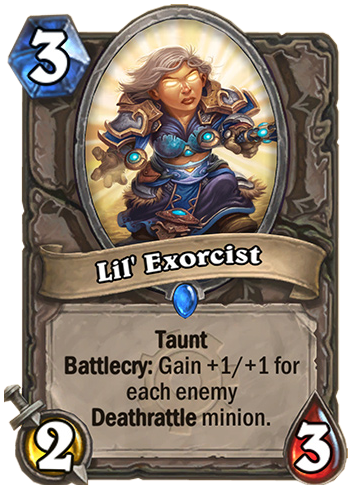 3
Lil' Exorcist
Taunt
Battlecry: Gain +1/+1 for
each enemy
Deathrattle minion.
2
3